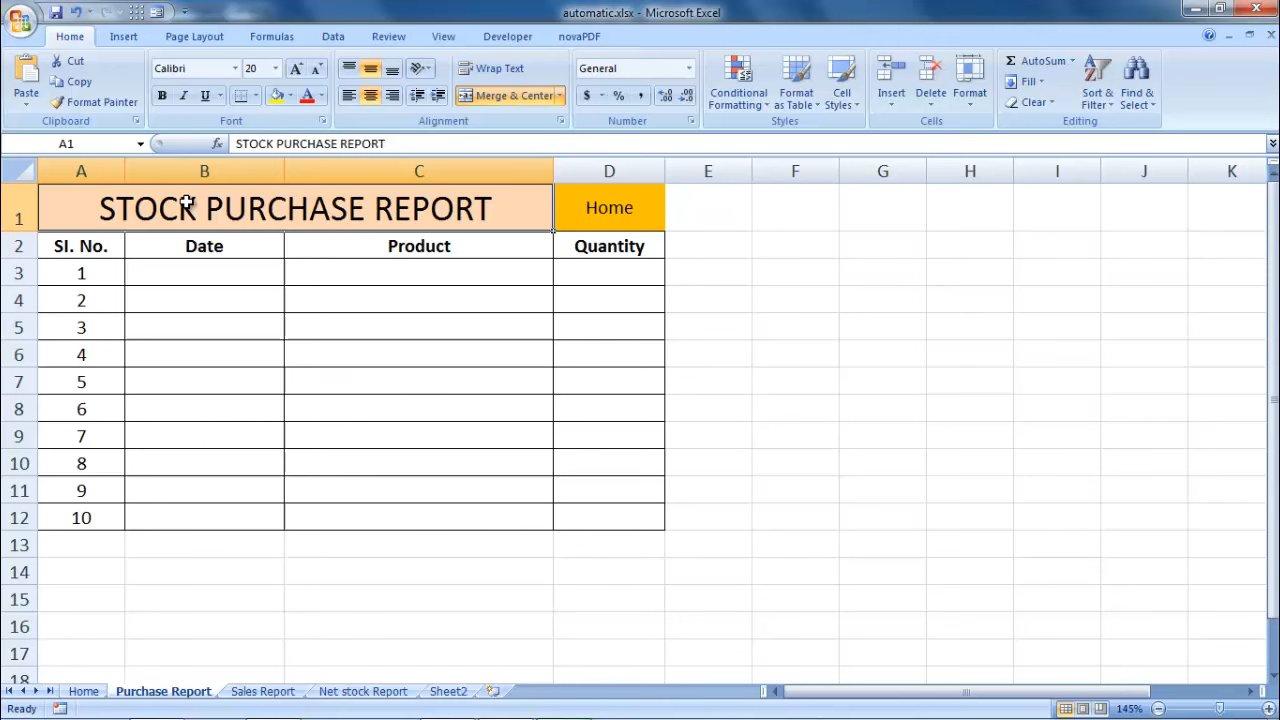 automatic.xlsx - Microsoft Excel
Home Insert Page Layout Formulas Data Review View Developer novaPDF
Paste
Cut
Copy
Format Painter
Clipboard
Calibri 20
A A
B I U A
Font
Wrap Text
Merge & Center
Alignment
General
$ % ,
Number
Conditional Formatting
Format as Table
Cell Styles
Styles
Insert Delete Format
Cells
Σ AutoSum
Fill
Clear
Sort & Filter
Find & Select
Editing
A1 fx STOCK PURCHASE REPORT
A B C D E F G H I J K
1 STOCK PURCHASE REPORT Home
2 SI. No. Date Product Quantity
3 1
4 2
5 3
6 4
7 5
8 6
9 7
10 8
11 9
12 10
13
14
15
16
17
18
Home Purchase Report Sales Report Net stock Report Sheet2
Ready 145%